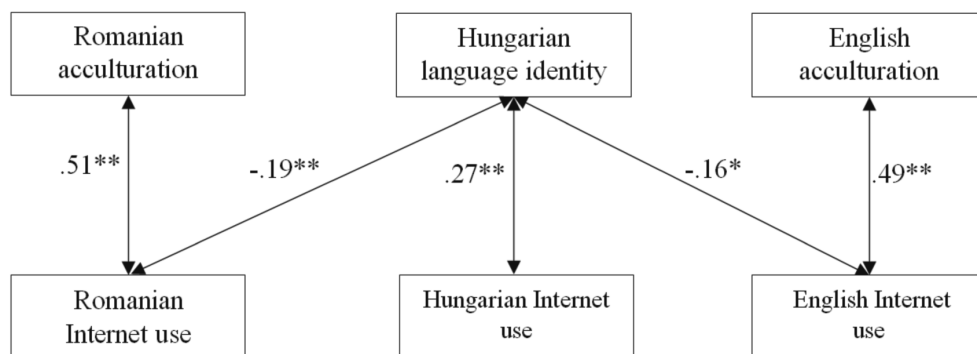 Romanian
acculturation
Hungarian
language identity
English
acculturation
.51**
-.19**
.27**
-.16*
.49**
Romanian
Internet use
Hungarian Internet
use
English Internet
use